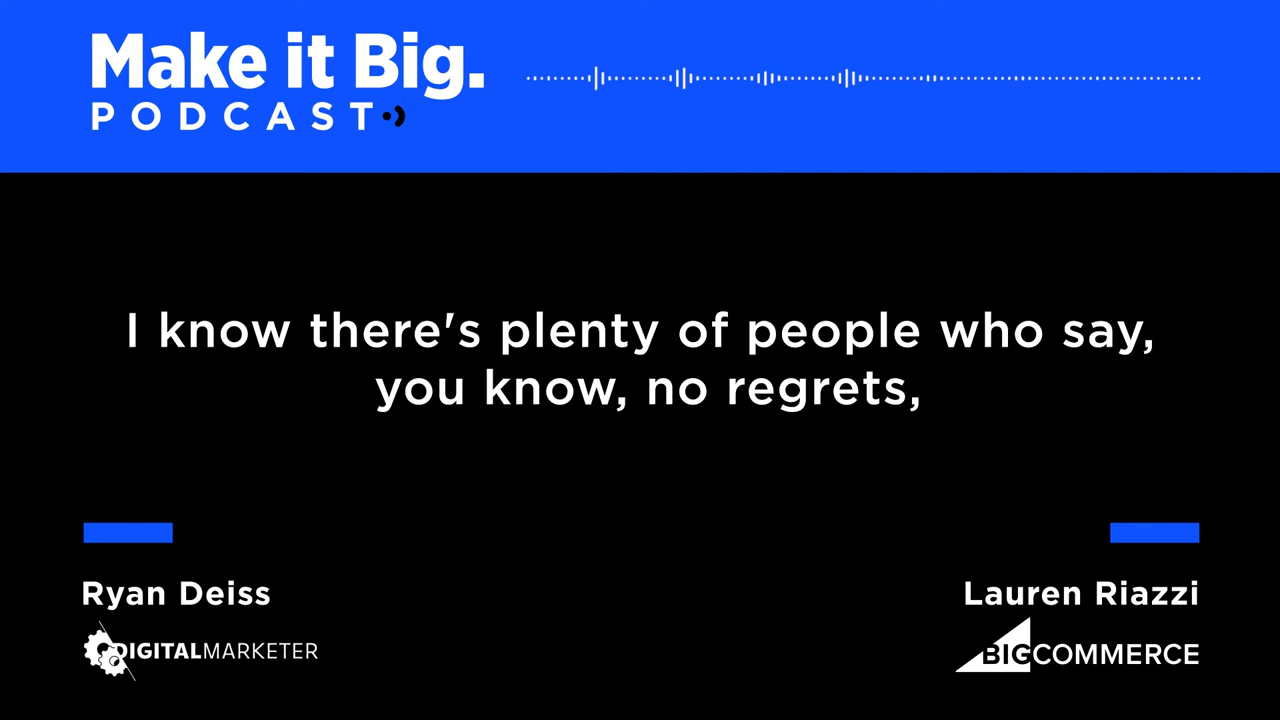 Make it Big.
PODCAST
I know there's plenty of people who say,
you know, no regrets,
Ryan Deiss
Lauren Riazzi
DIGITALMARKETER
BIGCOMMERCE